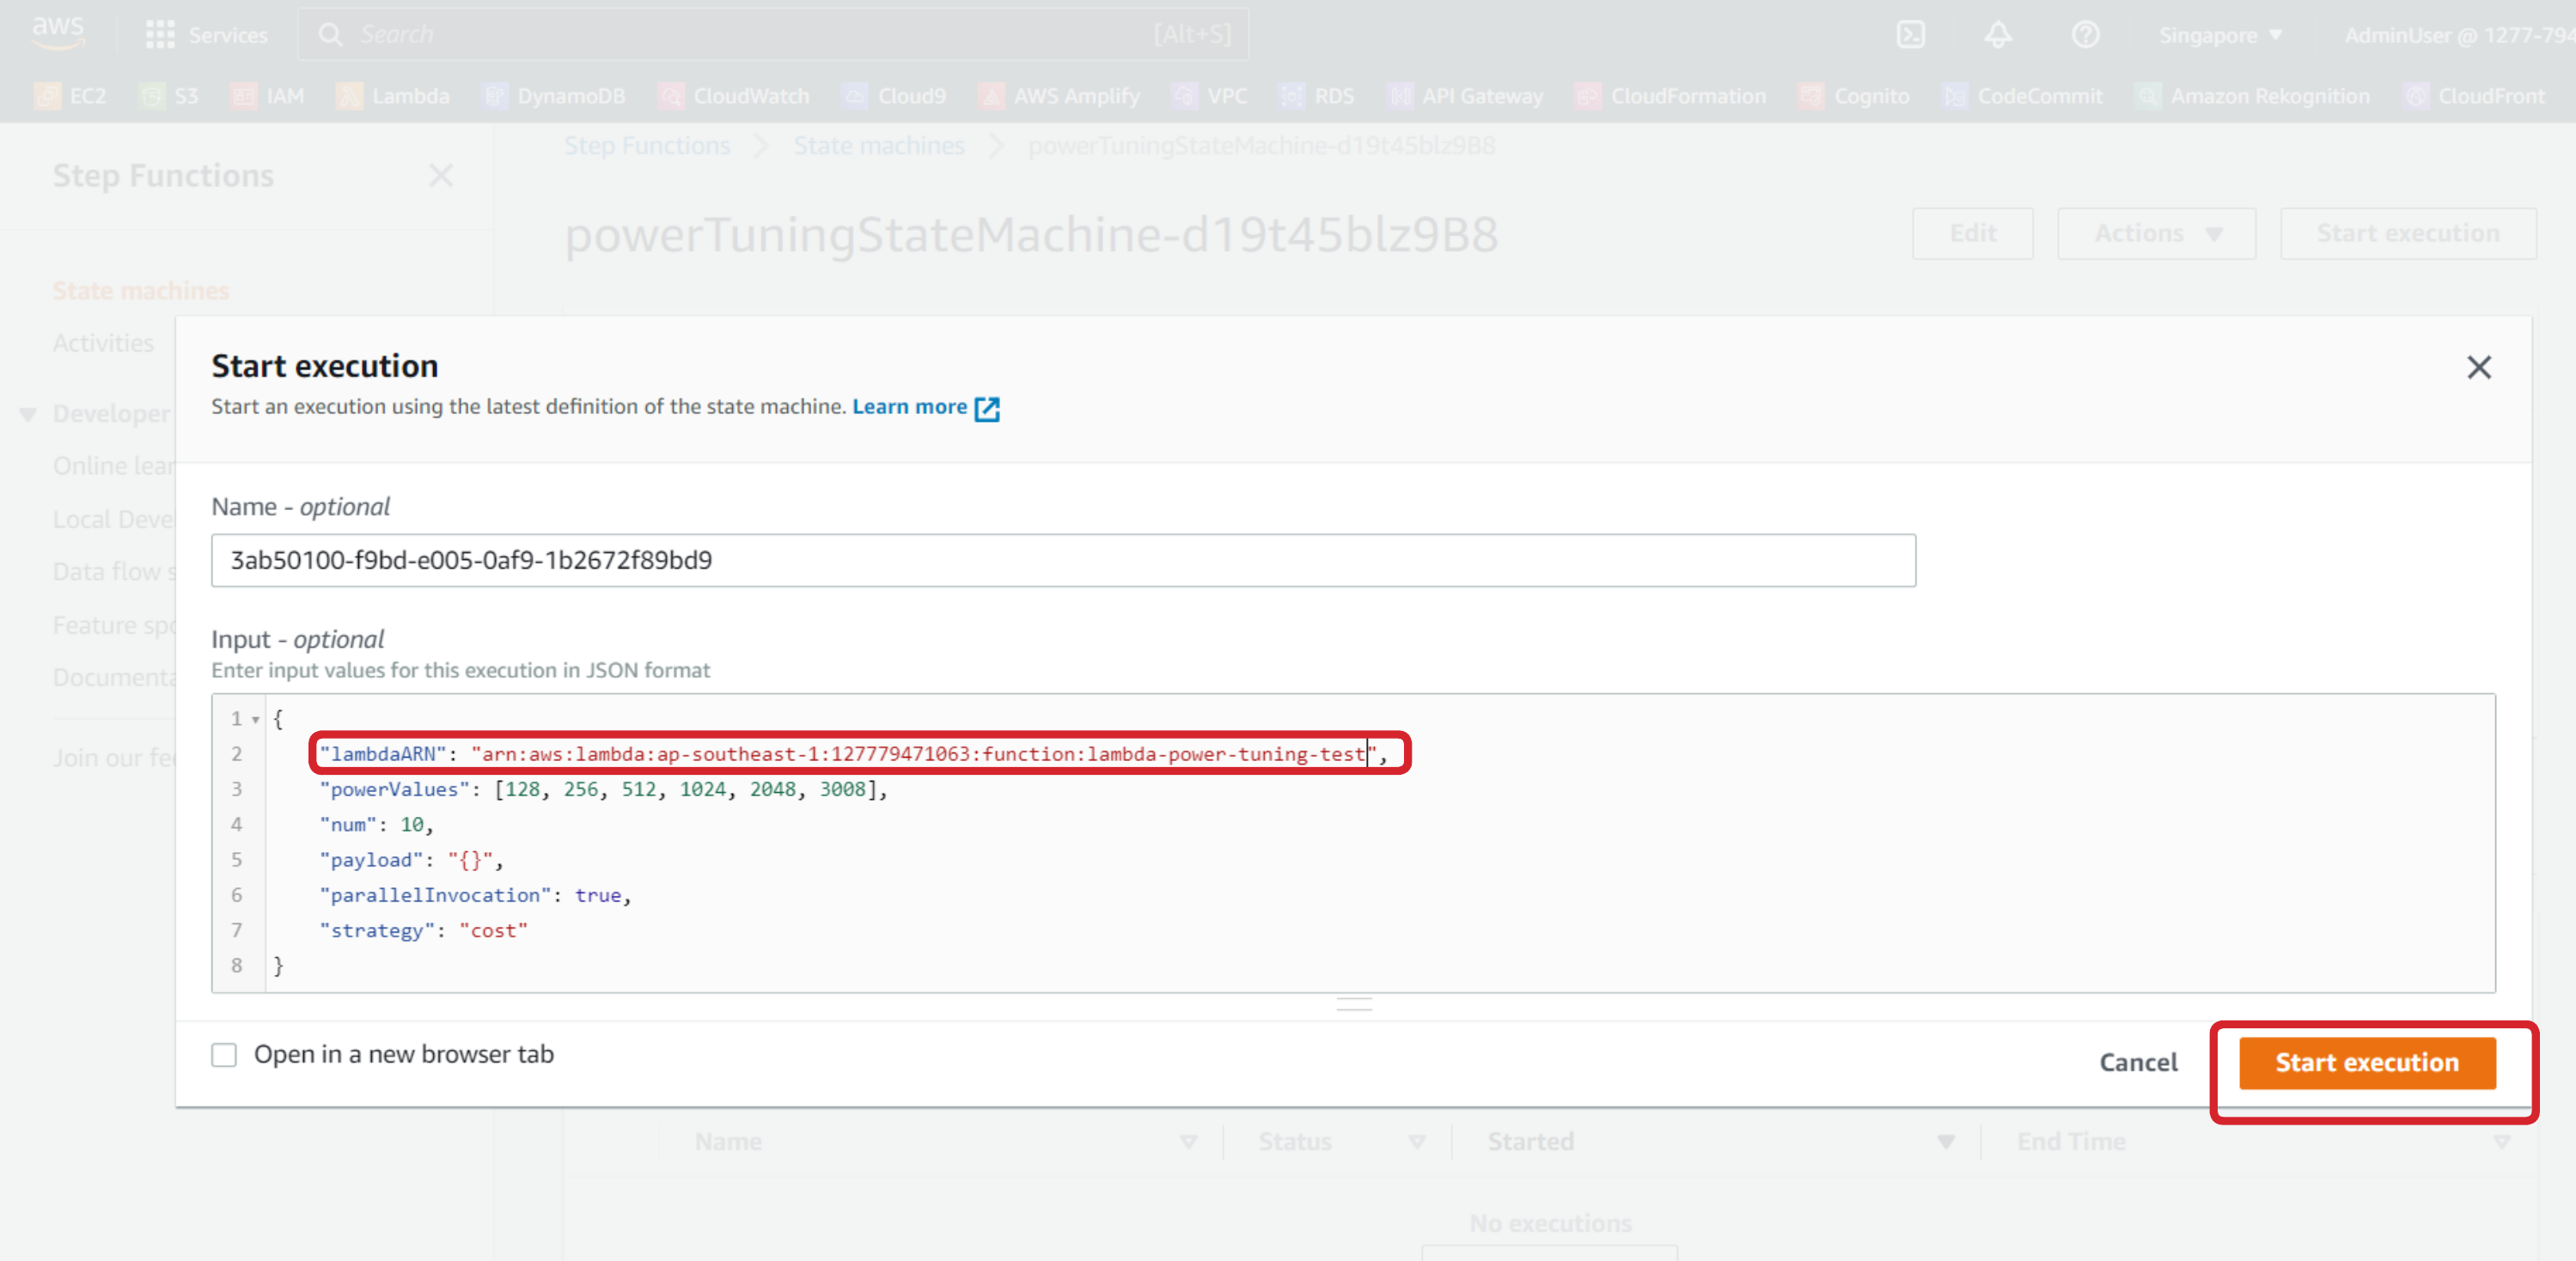 aws Services Search [Alt+S] Singapore AdminUser @ 1277-794
EC2 S3 IAM Lambda DynamoDB CloudWatch Cloud9 AWS Amplify VPC RDS API Gateway CloudFormation Cognito CodeCommit Amazon Rekognition CloudFront
Step Functions
State machines
Activities
Developer
Online lear
Local Deve
Data flow s
Feature spo
Documenta
Join our fee
Step Functions State machines powerTuningStateMachine-d19t45blz9B8
powerTuningStateMachine-d19t45blz9B8
Edit Actions Start execution
Start execution
Start an execution using the latest definition of the state machine. Learn more
Name - optional
3ab50100-f9bd-e005-0af9-1b2672f89bd9
Input - optional
Enter input values for this execution in JSON format
1 {
2 "lambdaARN": "arn:aws:lambda:ap-southeast-1:127779471063:function:lambda-power-tuning-test",
3 "powerValues": [128, 256, 512, 1024, 2048, 3008],
4 "num": 10,
5 "payload": "{}",
6 "parallelInvocation": true,
7 "strategy": "cost"
8 }
Open in a new browser tab
Cancel Start execution
Name Status Started End Time
No executions